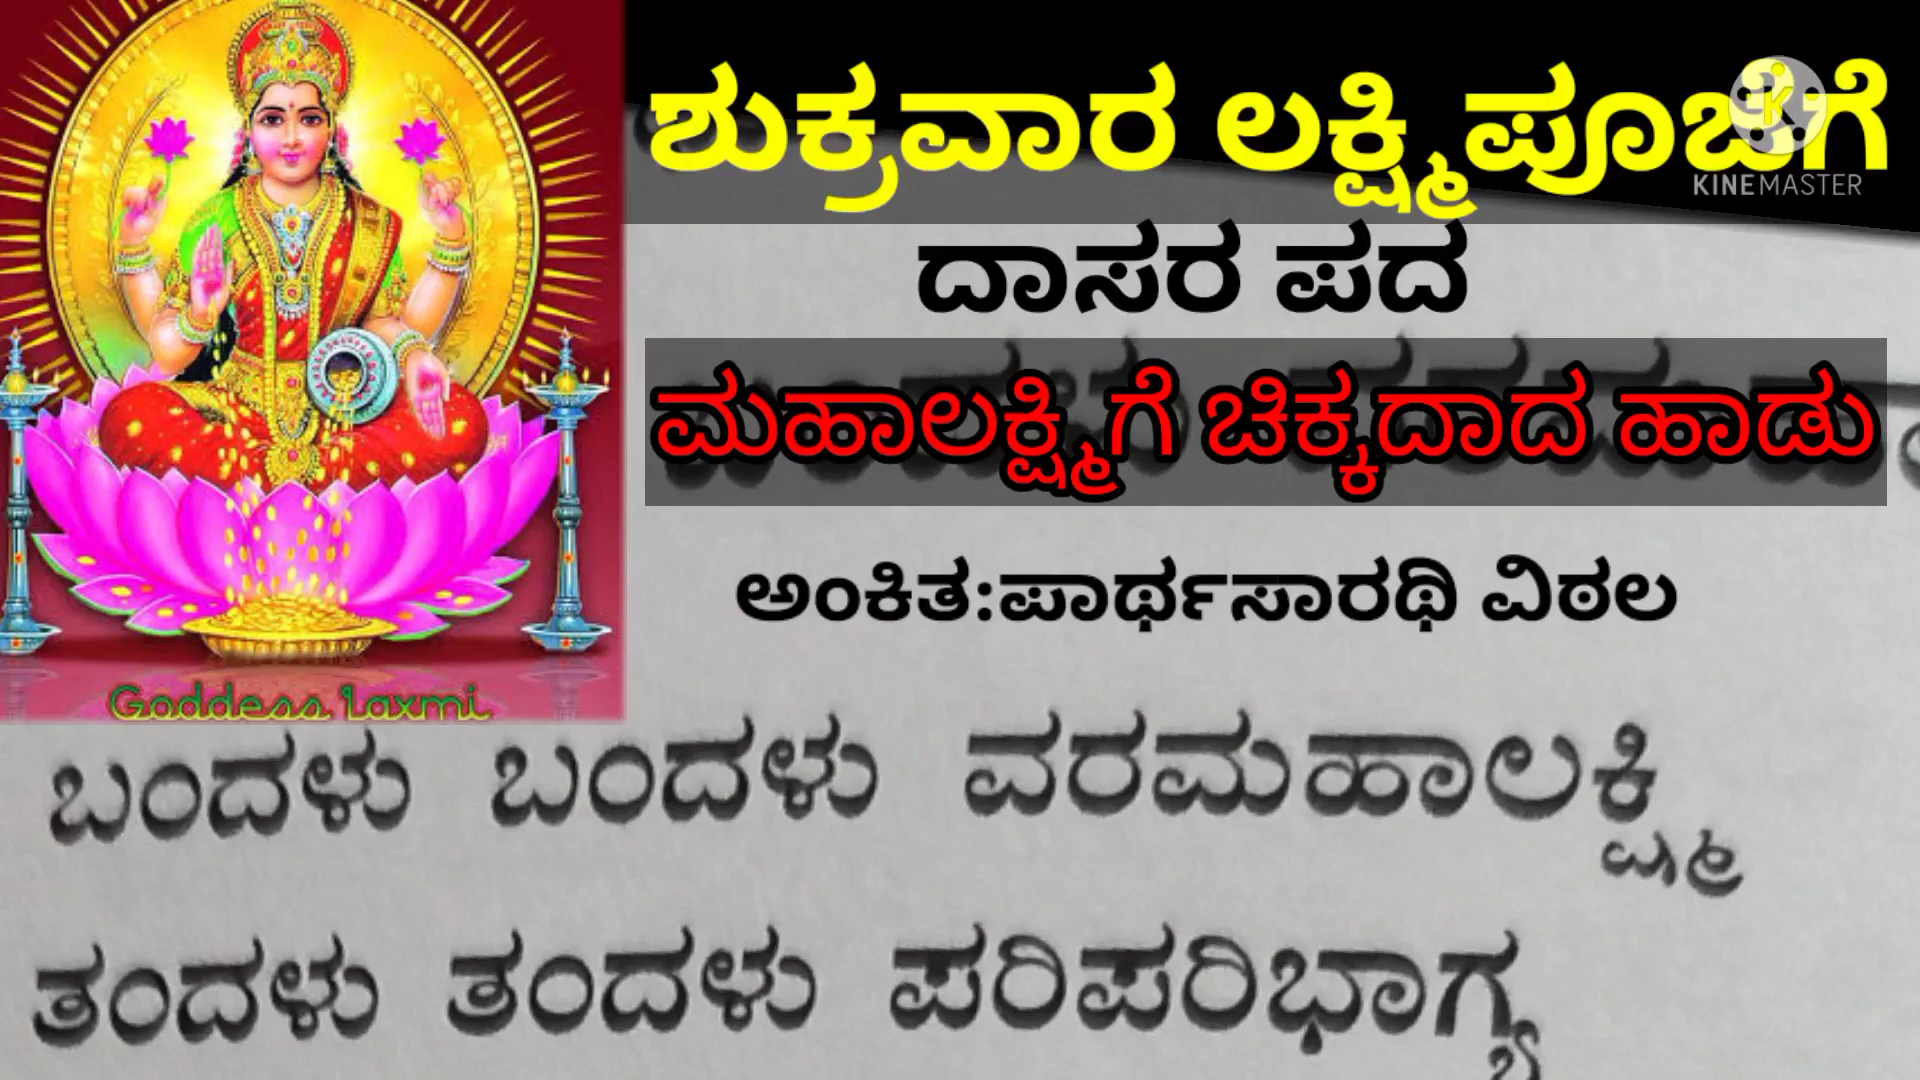 ಶುಕ್ರವಾರ ಲಕ್ಷ್ಮಿಪೂಜೆಗೆ
KINEMASTER
ದಾಸರ ಪದ
ಮಹಾಲಕ್ಷ್ಮಿಗೆ ಚಿಕ್ಕದಾದ ಹಾಡು
ಅಂಕಿತ:ಪಾರ್ಥಸಾರಥಿ ವಿಠಲ
Goddess Laxmi
ಬಂದಳು ಬಂದಳು ವರಮಹಾಲಕ್ಷ್ಮಿ
ತಂದಳು ತಂದಳು ಪರಿಪರಿಭಾಗ್ಯ